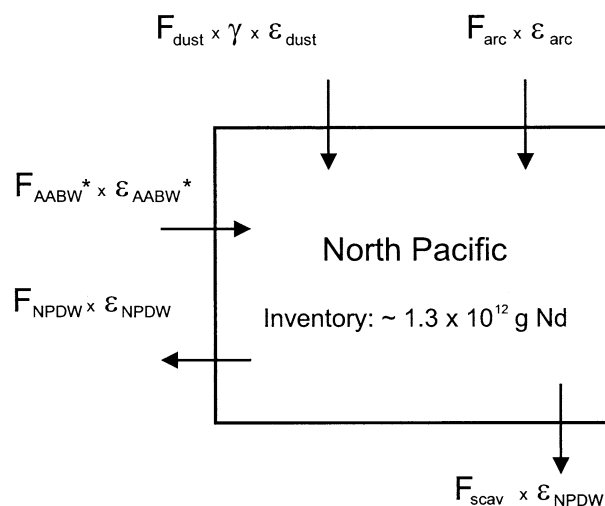 F_dust x γ x ε_dust
F_arc x ε_arc
F_AABW* x ε_AABW*
North Pacific
F_NPDW x ε_NPDW
Inventory: ~ 1.3 x 10^12 g Nd
F_scav x ε_NPDW